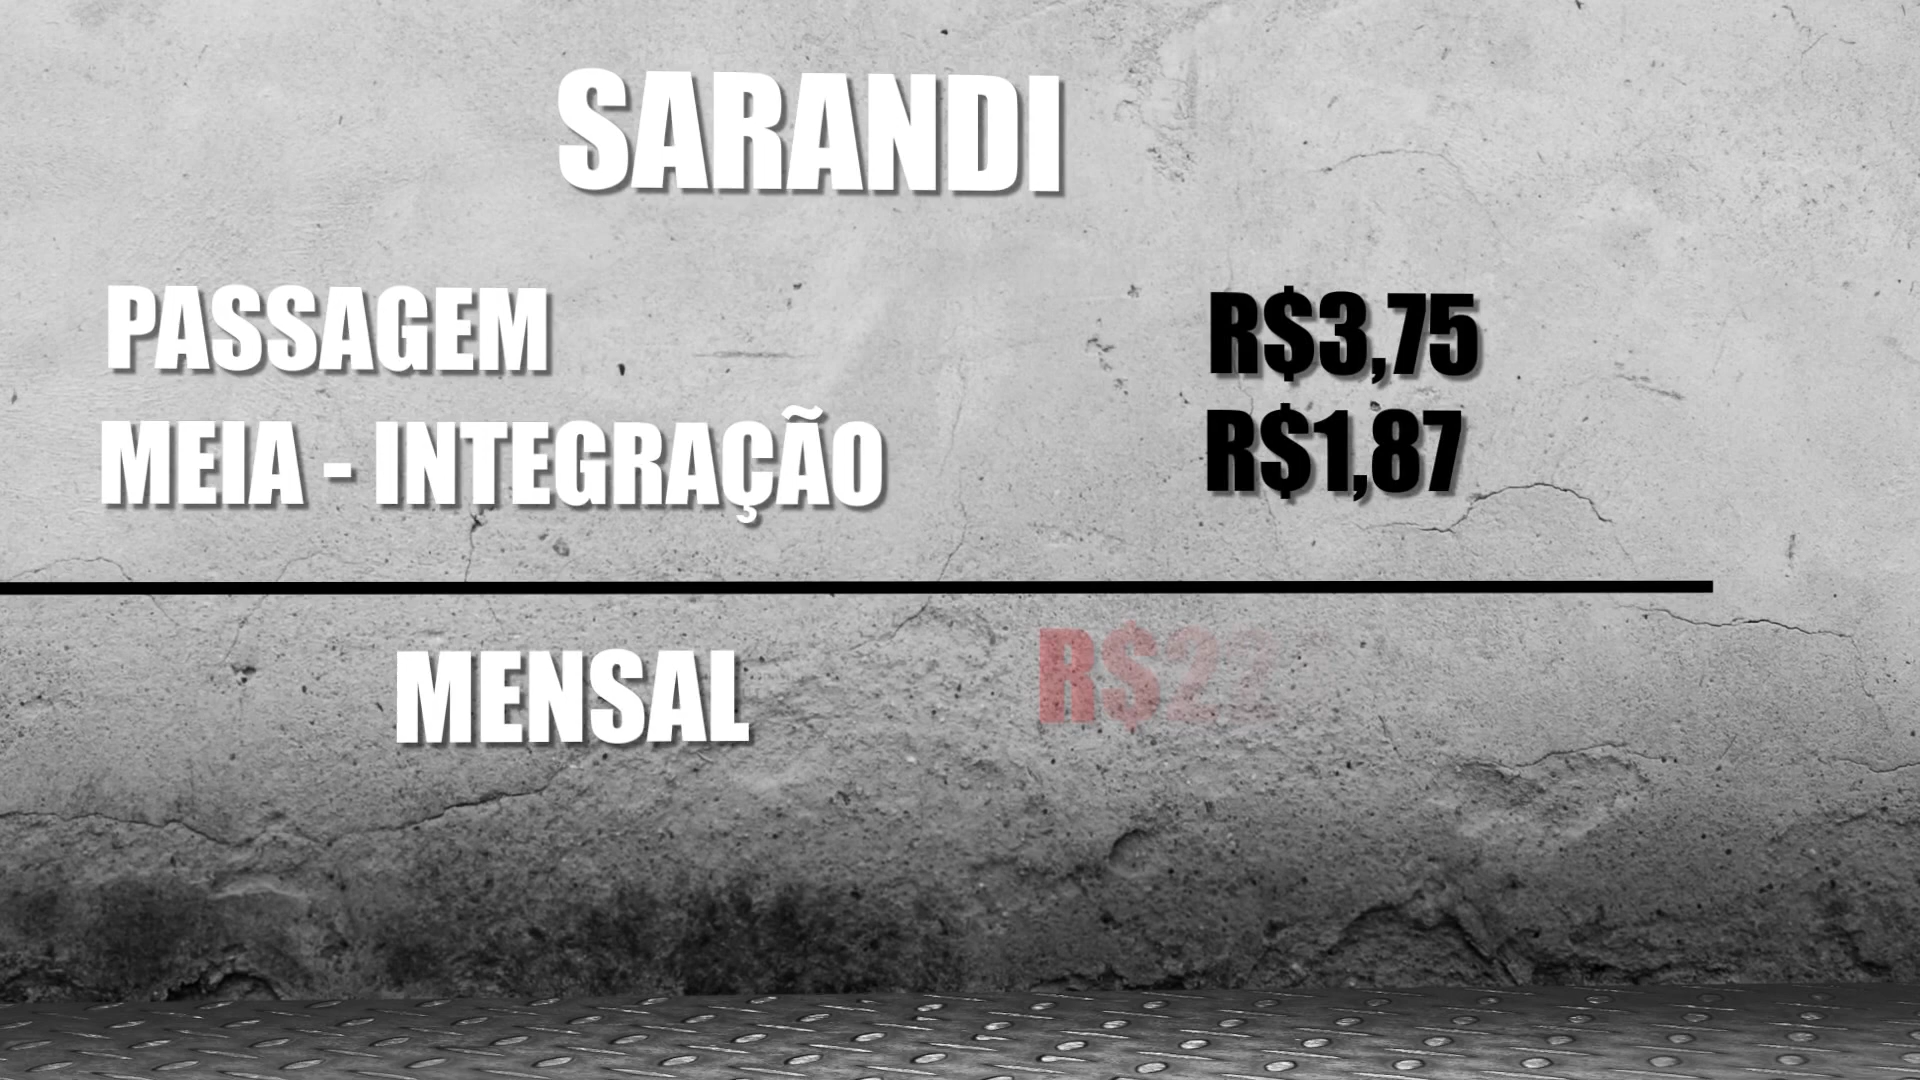 SARANDI
PASSAGEM R$3,75
MEIA - INTEGRAÇÃO R$1,87
MENSAL